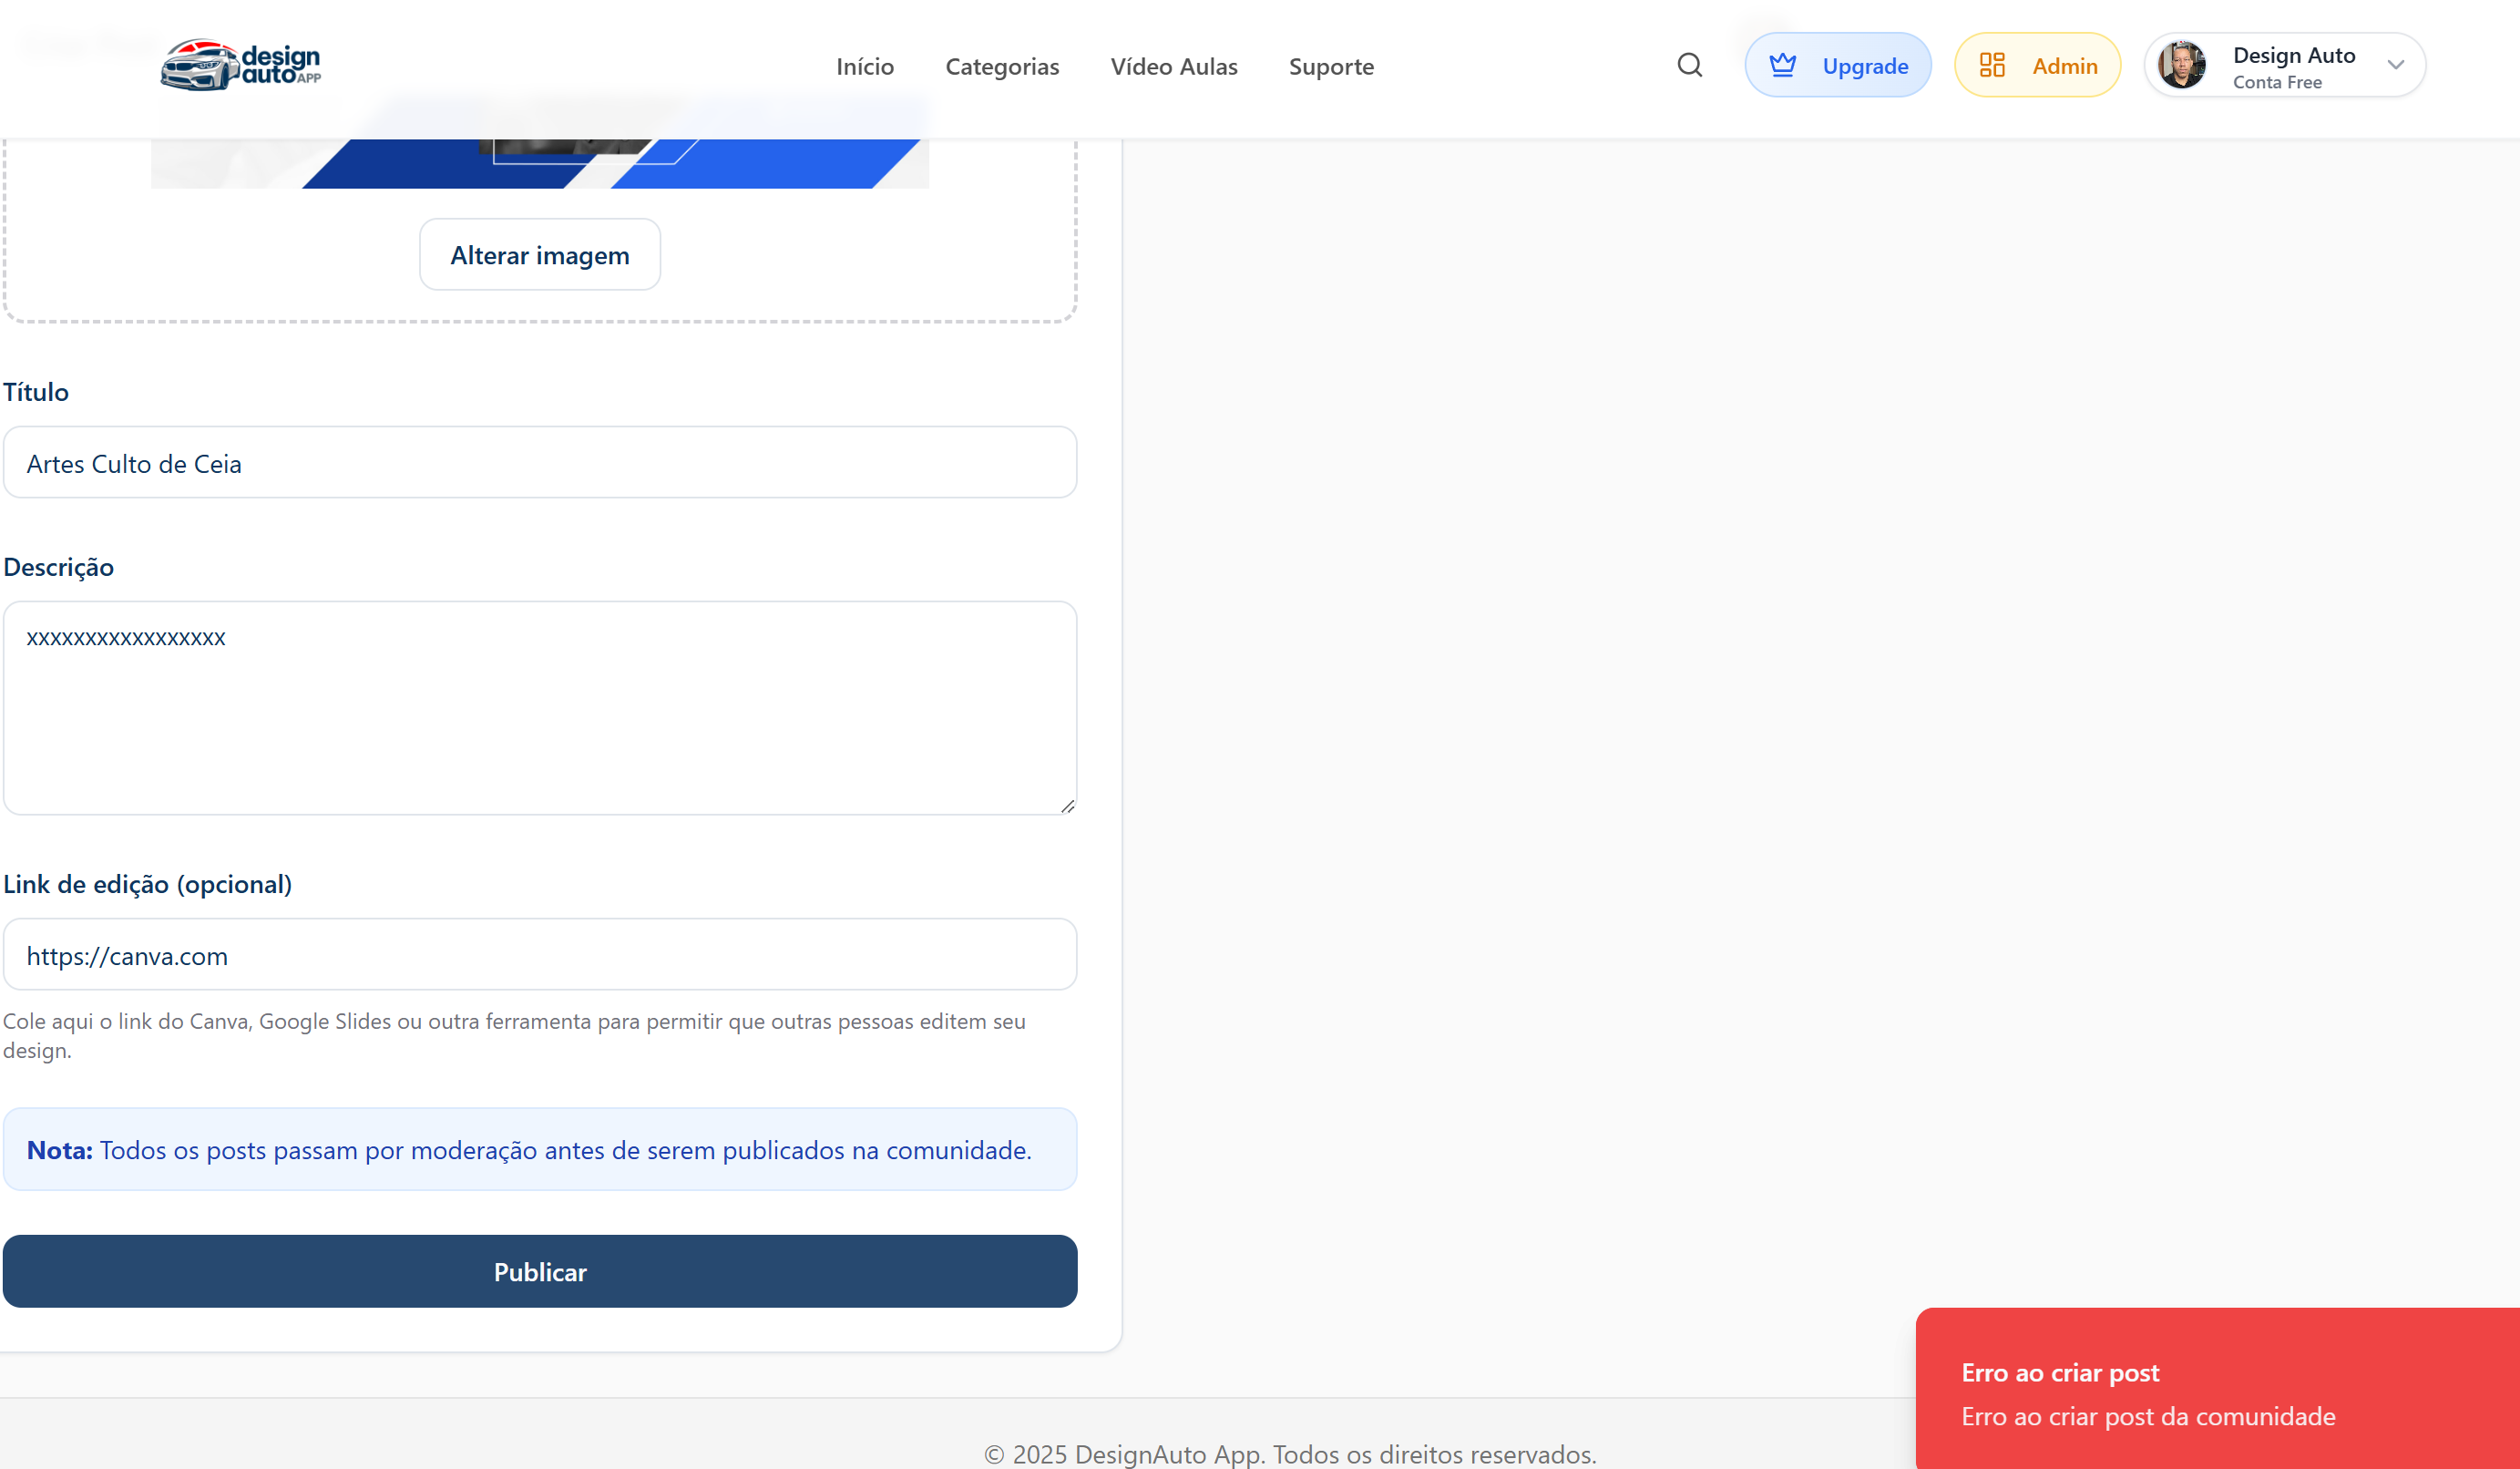 design
autoAPP
Início
Categorias
Vídeo Aulas
Suporte
Upgrade
Admin
Design Auto
Conta Free
Alterar imagem
Título
Artes Culto de Ceia
Descrição
xxxxxxxxxxxxxxxxx
Link de edição (opcional)
https://canva.com
Cole aqui o link do Canva, Google Slides ou outra ferramenta para permitir que outras pessoas editem seu
design.
Nota: Todos os posts passam por moderação antes de serem publicados na comunidade.
Publicar
Erro ao criar post
Erro ao criar post da comunidade
© 2025 DesignAuto App. Todos os direitos reservados.